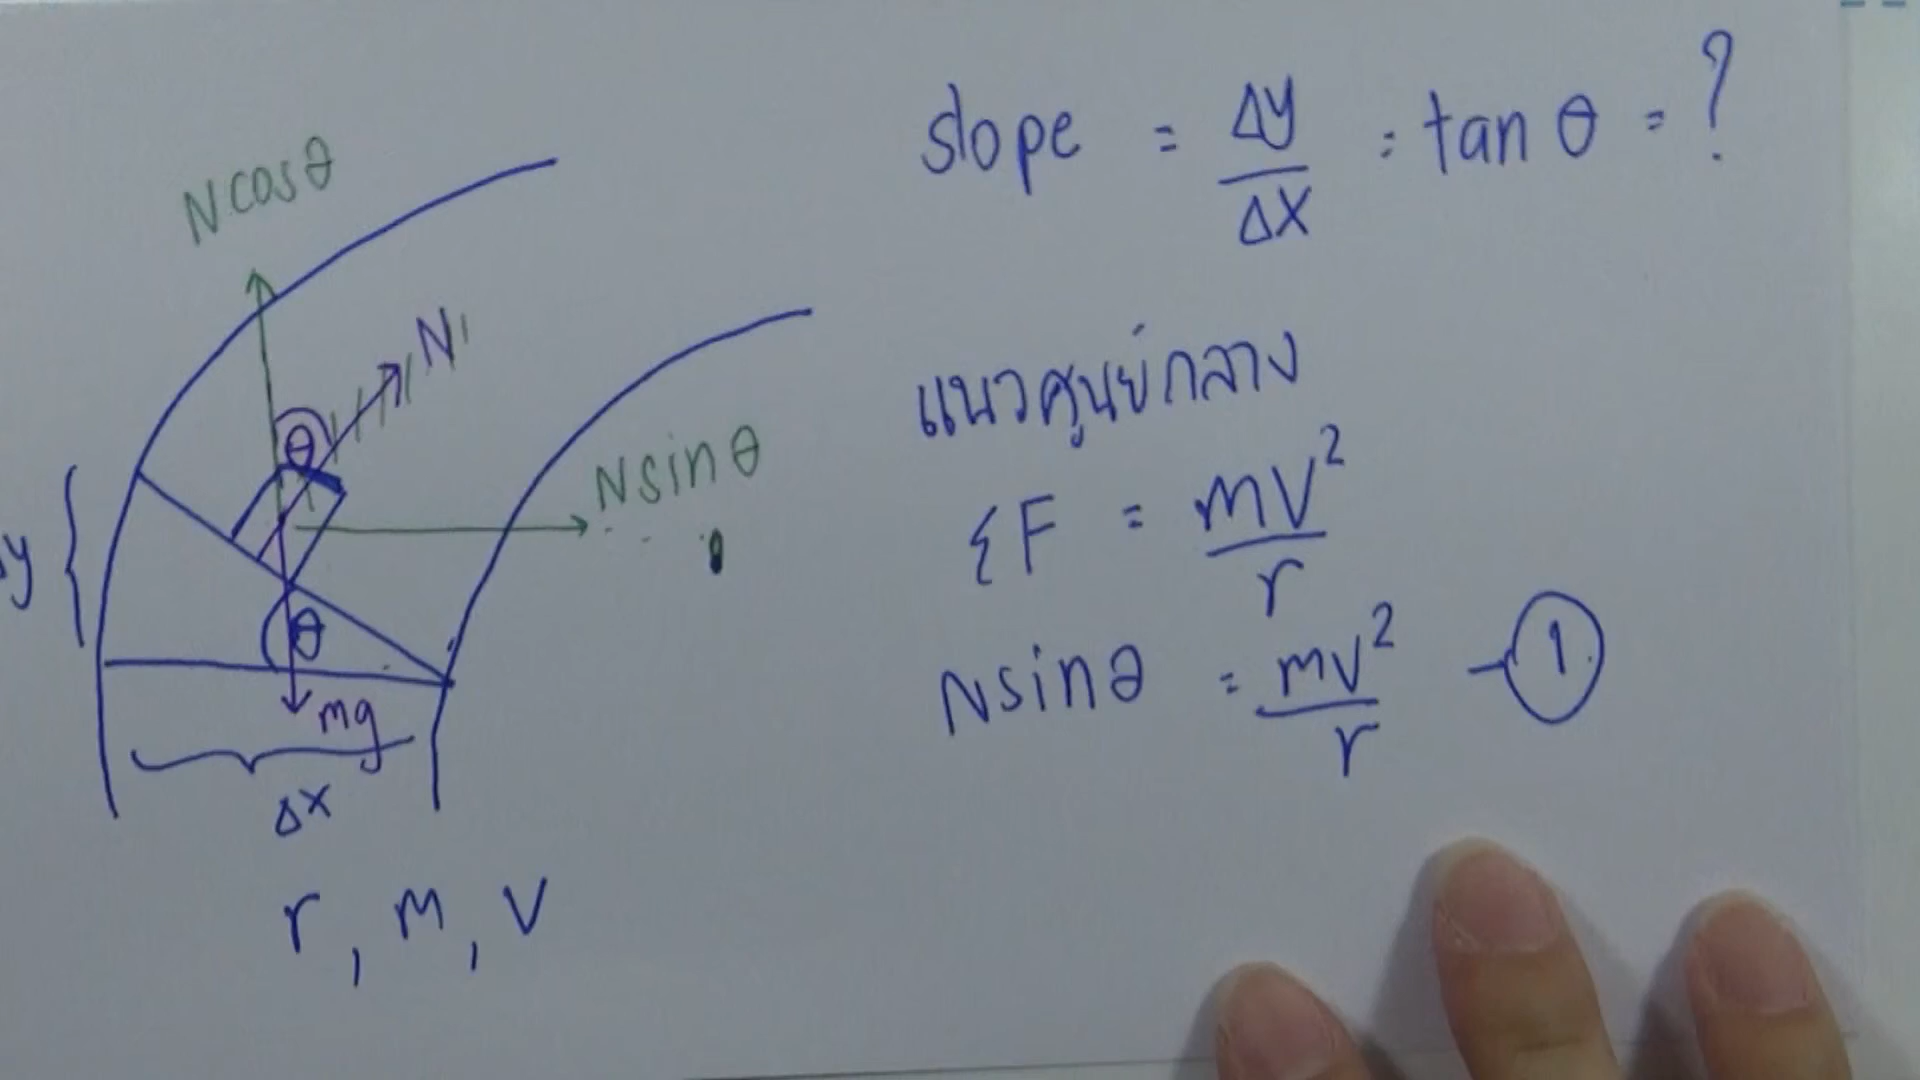 slope = Δy/Δx = tan θ = ?
Ncosθ
N
θ
Nsinθ
y
θ
mg
Δx
r, m, v
แนวศูนย์กลาง
ΣF = mv²/r
Nsinθ = mv²/r — ①